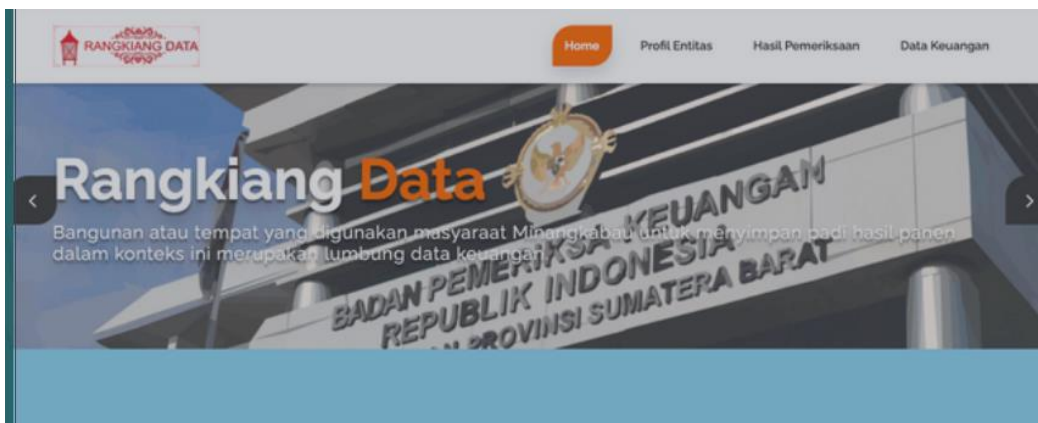 RANGKIANG DATA
Home
Profil Entitas
Hasil Pemeriksaan
Data Keuangan
Rangkiang Data
Bangunan atau tempat yang digunakan masyaraat Minangkabau untuk menyimpan padi hasil panen
dalam konteks ini merupakan lumbung data keuangan.
BADAN PEMERIKSA KEUANGAN
REPUBLIK INDONESIA
PROVINSI SUMATERA BARAT